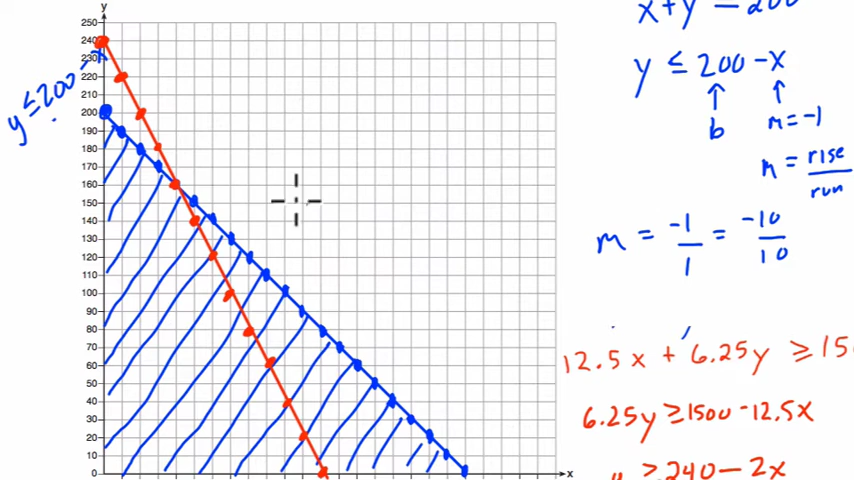 y
250
240
230
220
210
200
190
180
170
160
150
140
130
120
110
100
90
80
70
60
50
40
30
20
10
0
x
y ≤ 200 - x
x + y = 200
y ≤ 200 - x
b
m = -1
m = rise
run
m = -1/1 = -10/10
12.5x + 6.25y ≥ 150
6.25y ≥ 1500 - 12.5x
y ≥ 240 - 2x